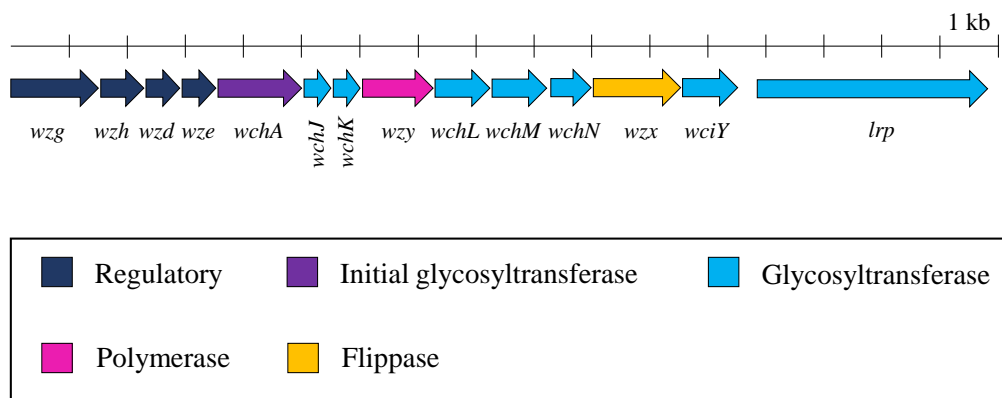 1 kb
wzg wzh wzd wze wchA wchJ wchK wzy wchL wchM wchN wzx wciY lrp
Regulatory Initial glycosyltransferase Glycosyltransferase
Polymerase Flippase